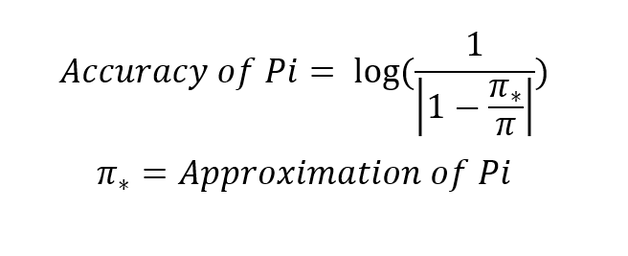 Accuracy of Pi = log(1/|1 − π*/π|)
π* = Approximation of Pi